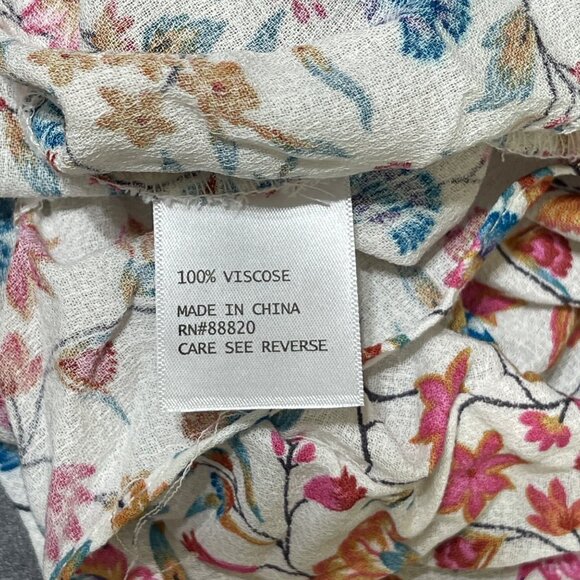 100% VISCOSE
MADE IN CHINA
RN#88820
CARE SEE REVERSE